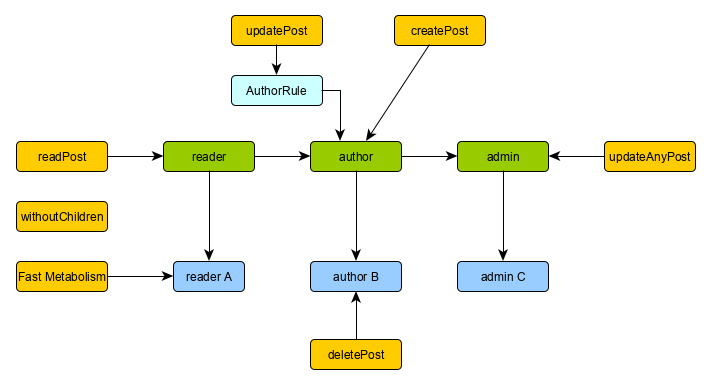 updatePost
createPost
AuthorRule
readPost
reader
author
admin
updateAnyPost
withoutChildren
Fast Metabolism
reader A
author B
admin C
deletePost